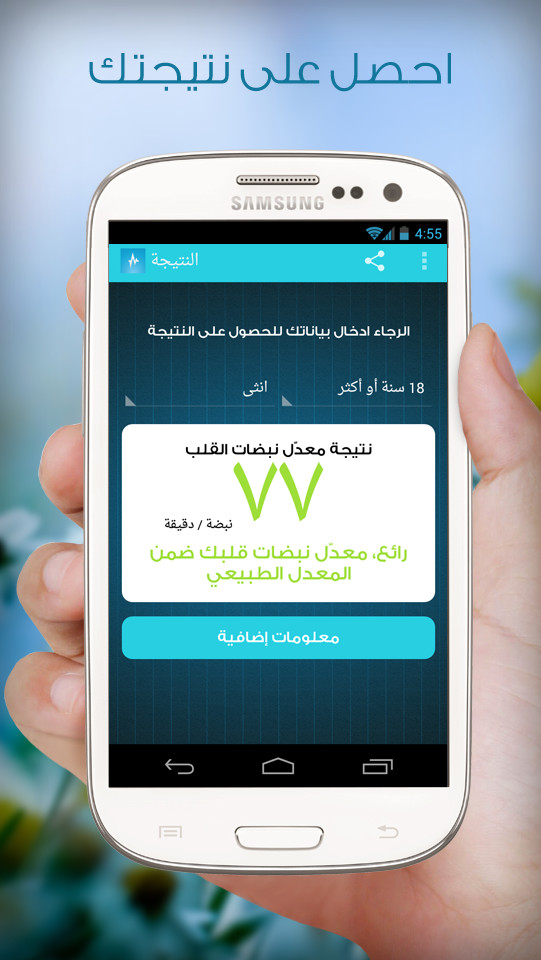 احصل على نتيجتك
SAMSUNG
4:55
النتيجة
الرجاء ادخال بياناتك للحصول على النتيجة
18 سنة أو أكثر
انثى
نتيجة معدّل نبضات القلب
٧٧
نبضة / دقيقة
رائع، معدّل نبضات قلبك ضمن
المعدل الطبيعي
معلومات إضافية